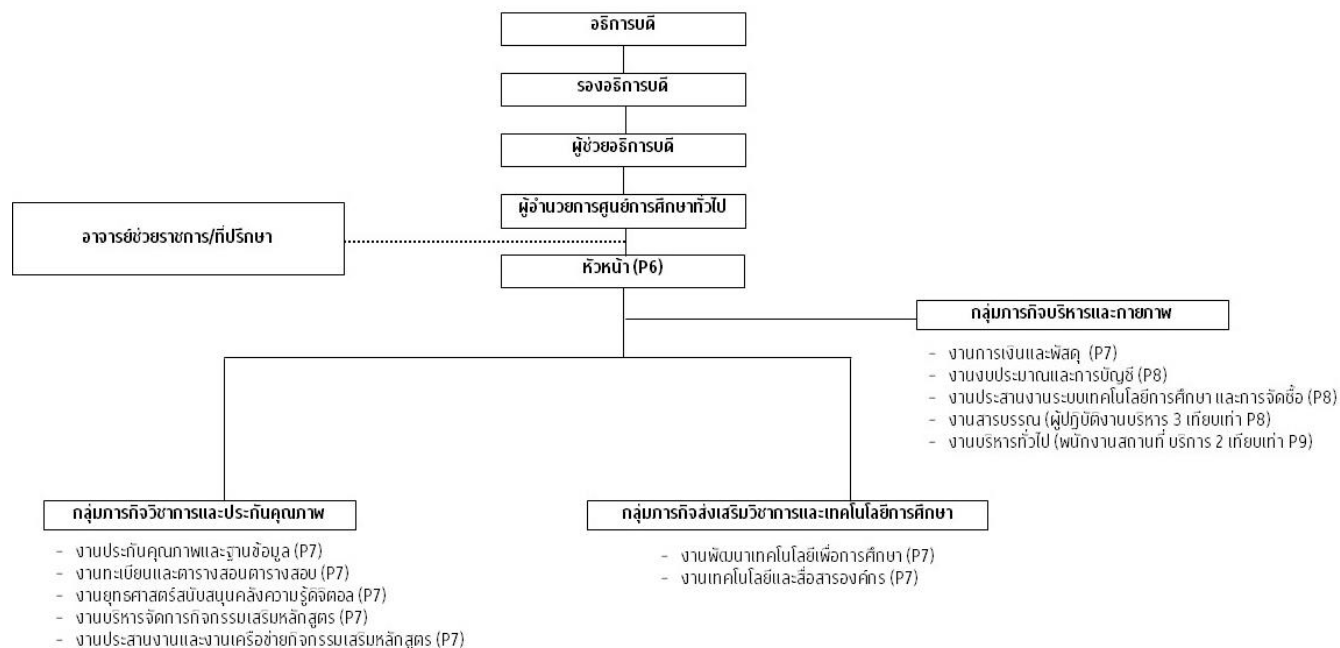 อธิการบดี
รองอธิการบดี
ผู้ช่วยอธิการบดี
ผู้อำนวยการศูนย์การศึกษาทั่วไป
อาจารย์ช่วยราชการ/ที่ปรึกษา
หัวหน้า (P6)
กลุ่มภารกิจบริหารและกายภาพ
- งานการเงินและพัสดุ (P7)
- งานงบประมาณและการบัญชี (P8)
- งานประสานงานระบบเทคโนโลยีการศึกษา และการจัดซื้อ (P8)
- งานสารบรรณ (ผู้ปฏิบัติงานบริหาร 3 เทียบเท่า P8)
- งานบริหารทั่วไป (พนักงานสถานที่ บริการ 2 เทียบเท่า P9)
กลุ่มภารกิจวิชาการและประกันคุณภาพ
- งานประกันคุณภาพและฐานข้อมูล (P7)
- งานทะเบียนและตารางสอนตารางสอบ (P7)
- งานยุทธศาสตร์สนับสนุนคลังความรู้ดิจิตอล (P7)
- งานบริหารจัดการกิจกรรมเสริมหลักสูตร (P7)
- งานประสานงานและงานเครือข่ายกิจกรรมเสริมหลักสูตร (P7)
กลุ่มภารกิจส่งเสริมวิชาการและเทคโนโลยีการศึกษา
- งานพัฒนาเทคโนโลยีเพื่อการศึกษา (P7)
- งานเทคโนโลยีและสื่อสารองค์กร (P7)